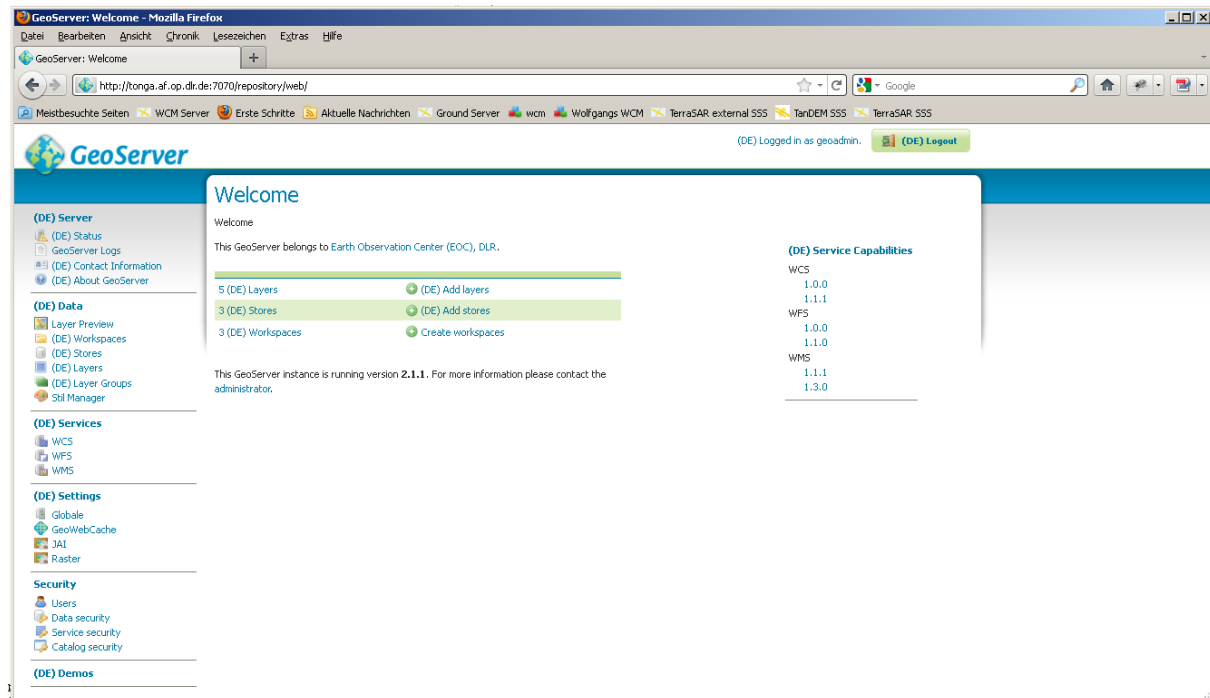 GeoServer: Welcome - Mozilla Firefox
Datei Bearbeiten Ansicht Chronik Lesezeichen Extras Hilfe
GeoServer: Welcome
http://tonga.af.op.dlr.de:7070/repository/web/
Google
Meistbesuchte Seiten WCM Server Erste Schritte Aktuelle Nachrichten Ground Server wcm Wolfgangs WCM TerraSAR external SSS TanDEM SSS TerraSAR SSS
GeoServer
(DE) Logged in as geoadmin.
(DE) Logout
(DE) Server
(DE) Status
GeoServer Logs
(DE) Contact Information
(DE) About GeoServer
(DE) Data
Layer Preview
(DE) Workspaces
(DE) Stores
(DE) Layers
(DE) Layer Groups
Stil Manager
(DE) Services
WCS
WFS
WMS
(DE) Settings
Globale
GeoWebCache
JAI
Raster
Security
Users
Data security
Service security
Catalog security
(DE) Demos
Welcome
Welcome
This GeoServer belongs to Earth Observation Center (EOC), DLR.
5 (DE) Layers (DE) Add layers
3 (DE) Stores (DE) Add stores
3 (DE) Workspaces Create workspaces
This GeoServer instance is running version 2.1.1. For more information please contact the
administrator.
(DE) Service Capabilities
WCS
1.0.0
1.1.1
WFS
1.0.0
1.1.0
WMS
1.1.1
1.3.0